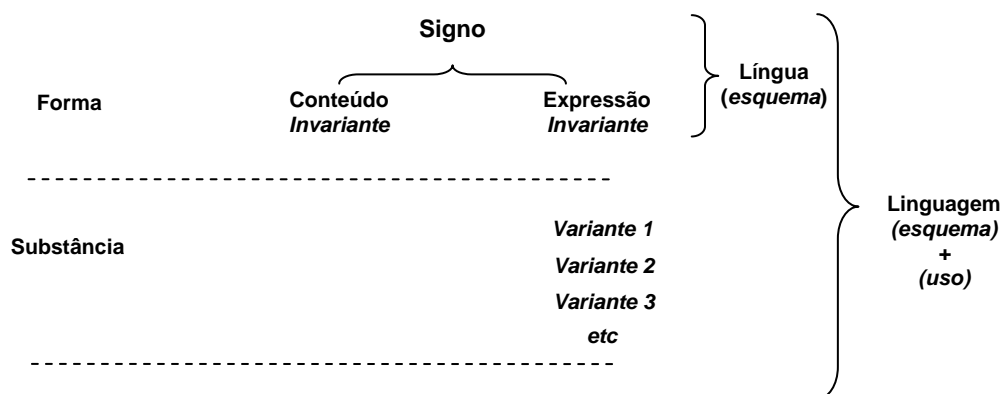 Signo
Forma
Conteúdo
Invariante
Expressão
Invariante
Língua
(esquema)
Substância
Variante 1
Variante 2
Variante 3
etc
Linguagem
(esquema)
+
(uso)